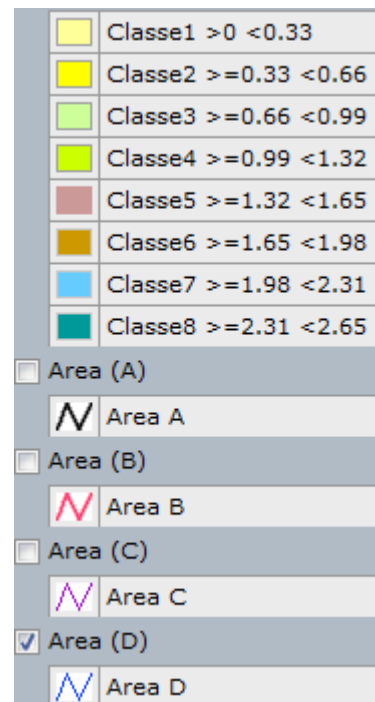 Classe1 >0 <0.33
Classe2 >=0.33 <0.66
Classe3 >=0.66 <0.99
Classe4 >=0.99 <1.32
Classe5 >=1.32 <1.65
Classe6 >=1.65 <1.98
Classe7 >=1.98 <2.31
Classe8 >=2.31 <2.65
Area (A)
Area A
Area (B)
Area B
Area (C)
Area C
Area (D)
Area D